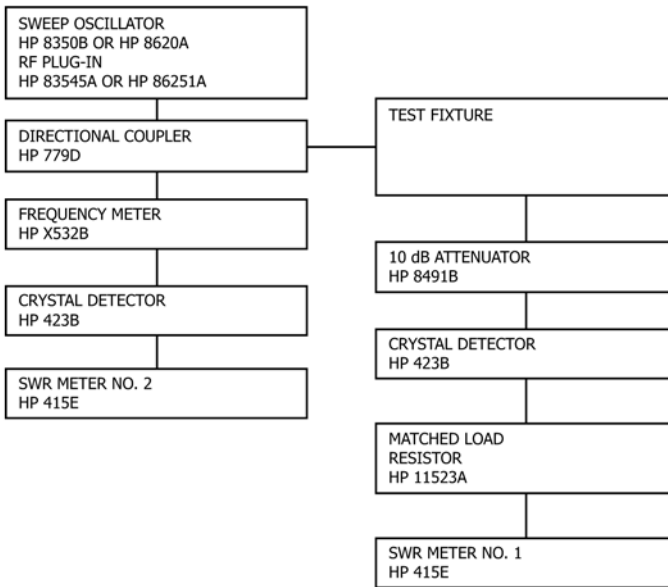 SWEEP OSCILLATOR
HP 8350B OR HP 8620A
RF PLUG-IN
HP 83545A OR HP 86251A
DIRECTIONAL COUPLER
HP 779D
FREQUENCY METER
HP X532B
CRYSTAL DETECTOR
HP 423B
SWR METER NO. 2
HP 415E
TEST FIXTURE
10 dB ATTENUATOR
HP 8491B
CRYSTAL DETECTOR
HP 423B
MATCHED LOAD
RESISTOR
HP 11523A
SWR METER NO. 1
HP 415E